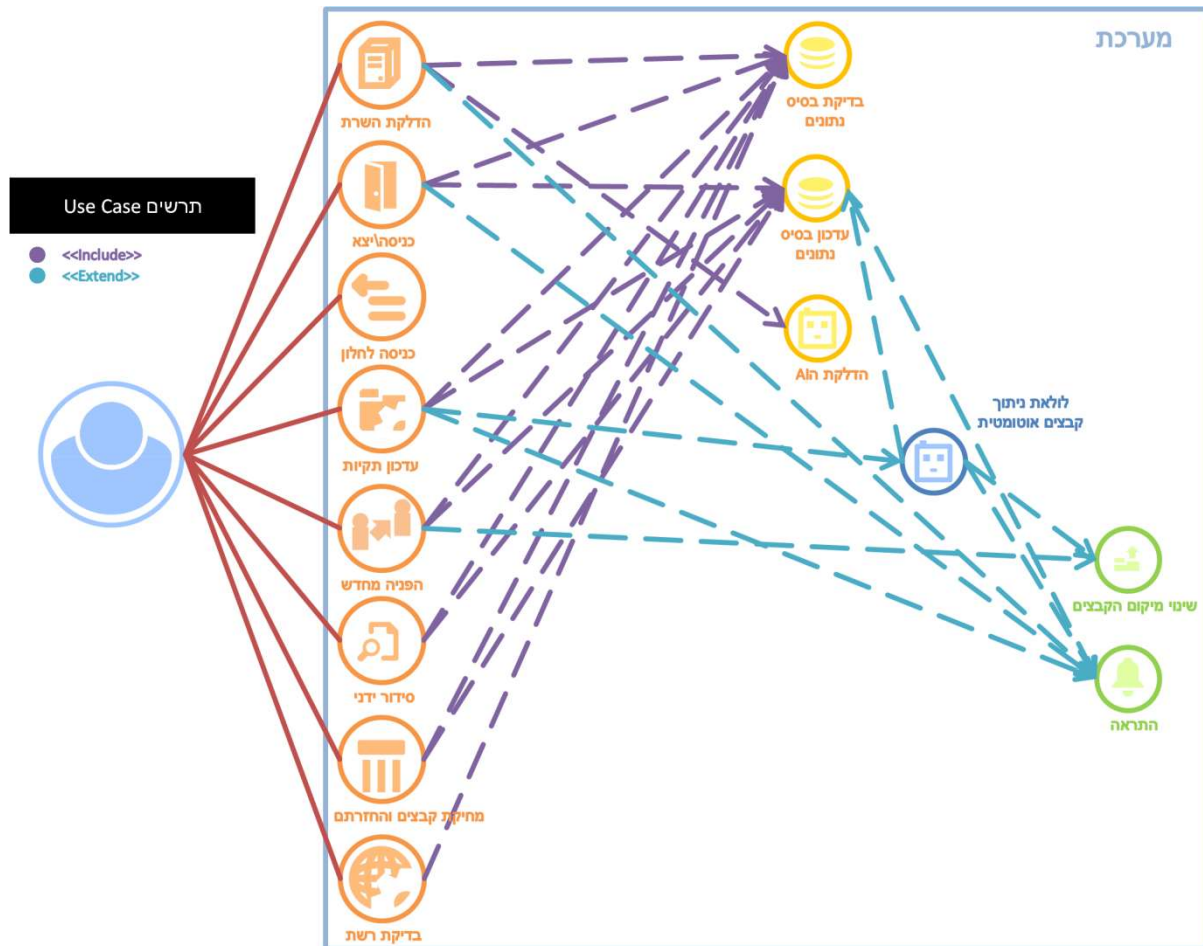 מערכת
תרשים Use Case
<<Include>>
<<Extend>>
הדלקת השרת
כניסה\יצא
כניסה לחלון
עדכון תקיות
הפניה מחדש
סידור ידני
מחיקת קבצים והחזרתם
בדיקת רשת
בדיקת בסיס
נתונים
עדכון בסיס
נתונים
הדלקת הAI
לולאת ניתוך
קבצים אוטומטית
שינוי מיקום הקבצים
התראה